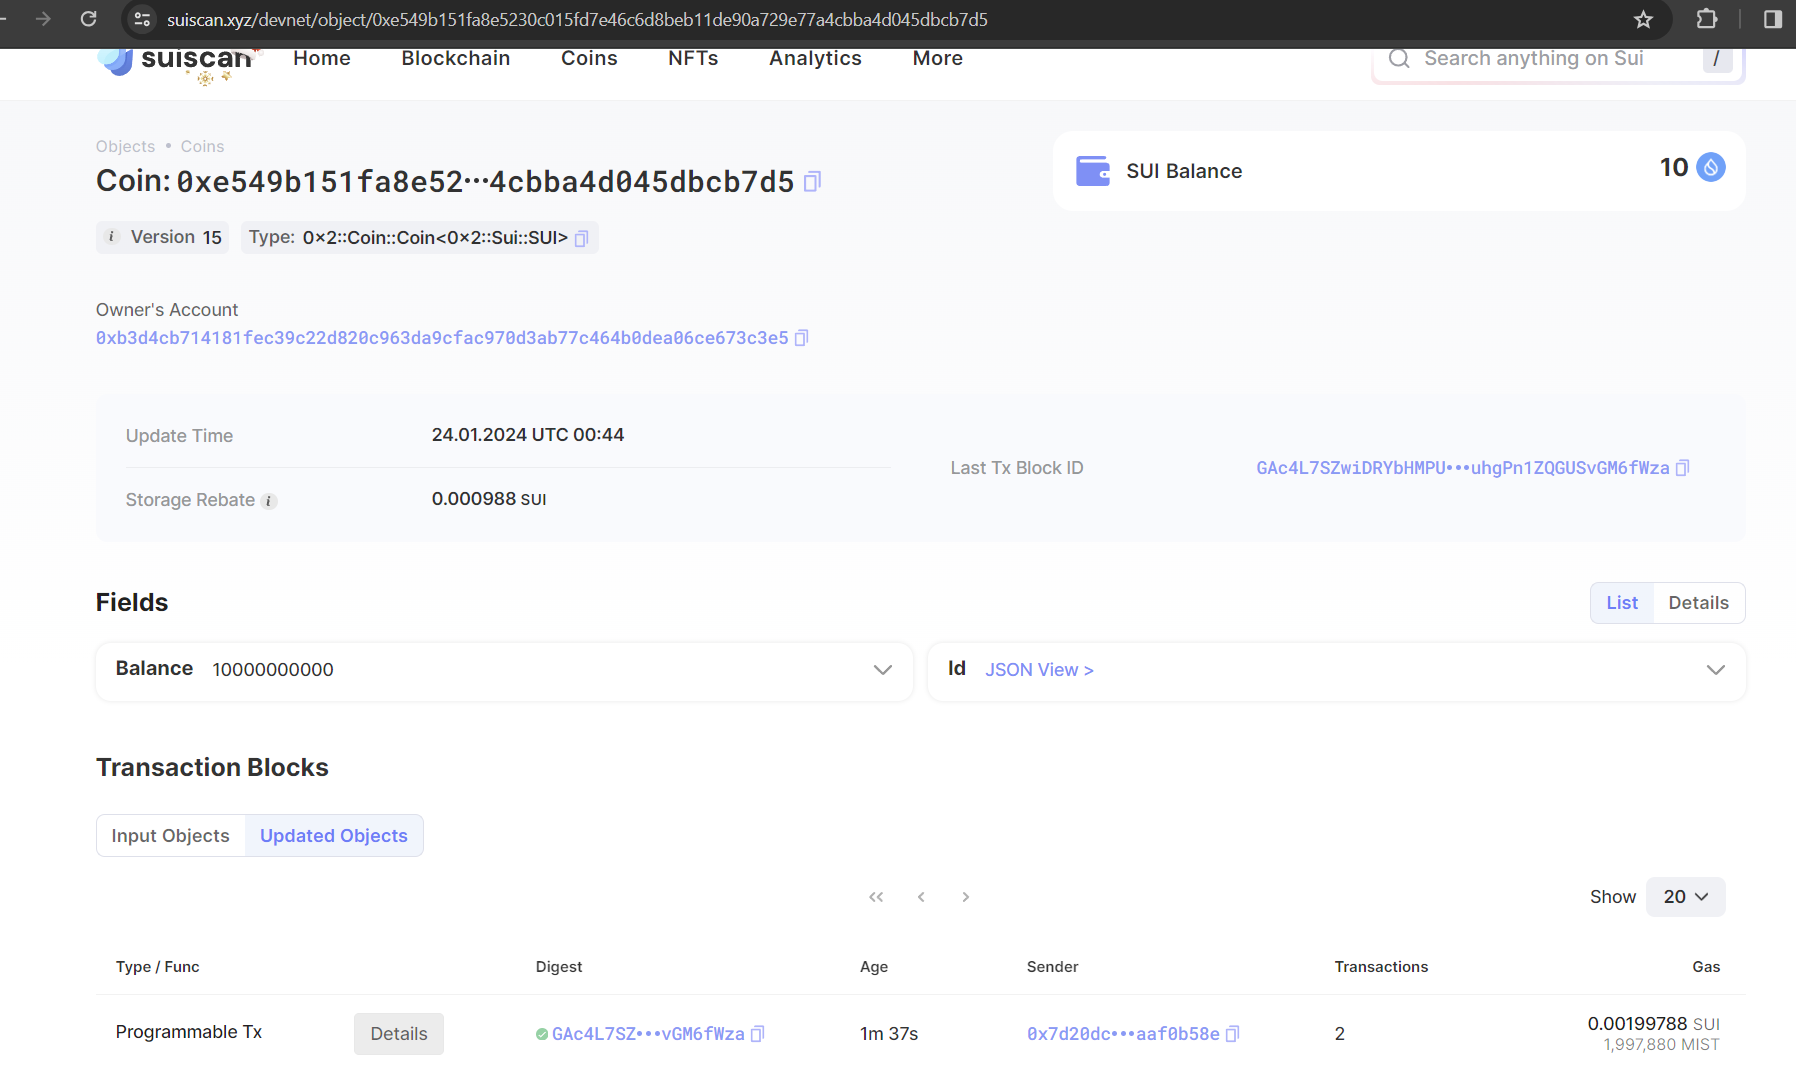 suiscan.xyz/devnet/object/0xe549b151fa8e5230c015fd7e46c6d8beb11de90a729e77a4cbba4d045dbcb7d5
suiscan Home Blockchain Coins NFTs Analytics More Search anything on Sui /
Objects • Coins
Coin: 0xe549b151fa8e52···4cbba4d045dbcb7d5
SUI Balance 10
i Version 15 Type: 0×2::Coin::Coin<0×2::Sui::SUI>
Owner's Account
0xb3d4cb714181fec39c22d820c963da9cfac970d3ab77c464b0dea06ce673c3e5
Update Time 24.01.2024 UTC 00:44
Last Tx Block ID GAc4L7SZwiDRYbHMPU•••uhgPn1ZQGUSvGM6fWza
Storage Rebate i 0.000988 SUI
Fields List Details
Balance 10000000000 Id JSON View >
Transaction Blocks
Input Objects Updated Objects
Show 20
Type / Func Digest Age Sender Transactions Gas
Programmable Tx Details GAc4L7SZ•••vGM6fWza 1m 37s 0x7d20dc•••aaf0b58e 2 0.00199788 SUI
1,997,880 MIST